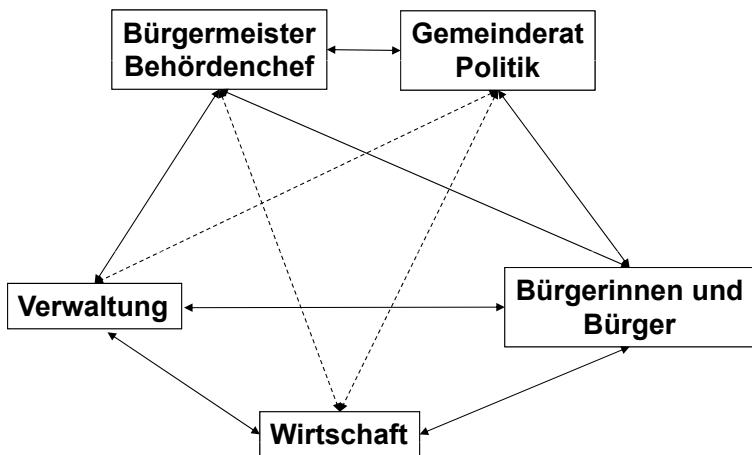 Bürgermeister
Behördenchef
Gemeinderat
Politik
Verwaltung
Bürgerinnen und
Bürger
Wirtschaft